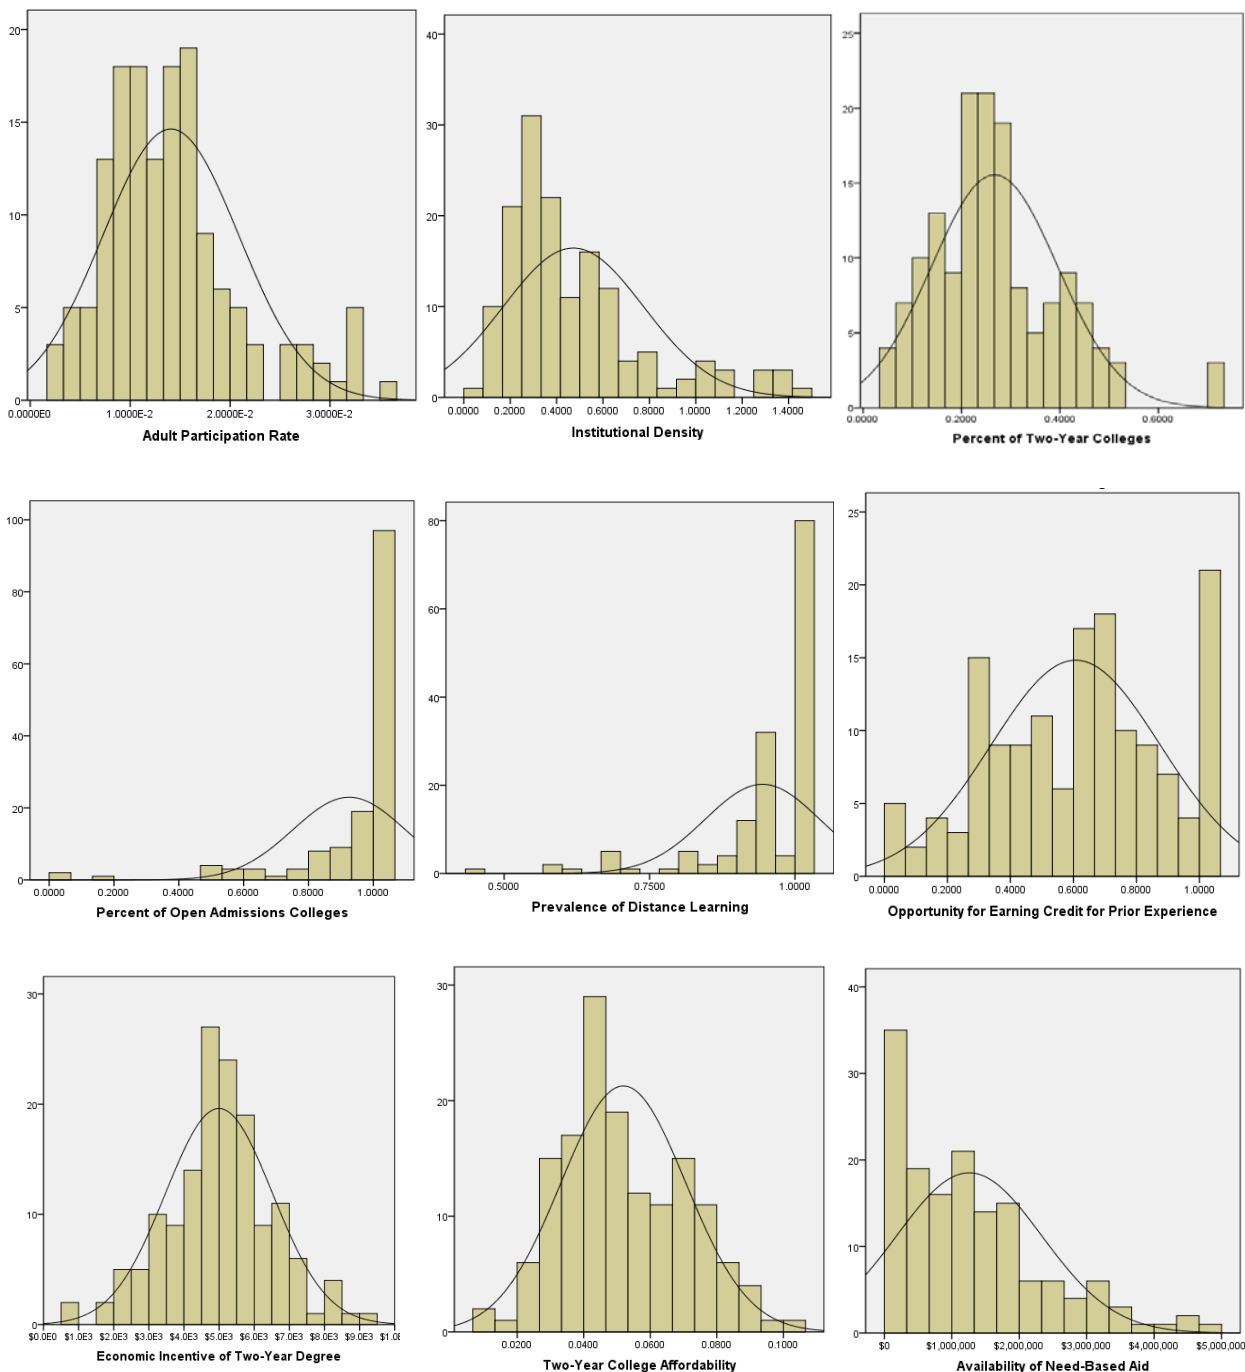 20
15
10
5
0
0.0000E0 1.0000E-2 2.0000E-2 3.0000E-2
Adult Participation Rate
40
30
20
10
0
0.0000 0.2000 0.4000 0.6000 0.8000 1.0000 1.2000 1.4000
Institutional Density
25
20
15
10
5
0
0.0000 0.2000 0.4000 0.6000
Percent of Two-Year Colleges
100
80
60
40
20
0
0.0000 0.2000 0.4000 0.6000 0.8000 1.0000
Percent of Open Admissions Colleges
80
60
40
20
0
0.5000 0.7500 1.0000
Prevalence of Distance Learning
25
20
15
10
5
0
0.0000 0.2000 0.4000 0.6000 0.8000 1.0000
Opportunity for Earning Credit for Prior Experience
30
20
10
0
$0.0E0 $1.0E3 $2.0E3 $3.0E3 $4.0E3 $5.0E3 $6.0E3 $7.0E3 $8.0E3 $9.0E3
Economic Incentive of Two-Year Degree
30
20
10
0
0.0200 0.0400 0.0600 0.0800 0.1000
Two-Year College Affordability
40
30
20
10
0
$0 $1,000,000 $2,000,000 $3,000,000 $4,000,000 $5,000,000
Availability of Need-Based Aid